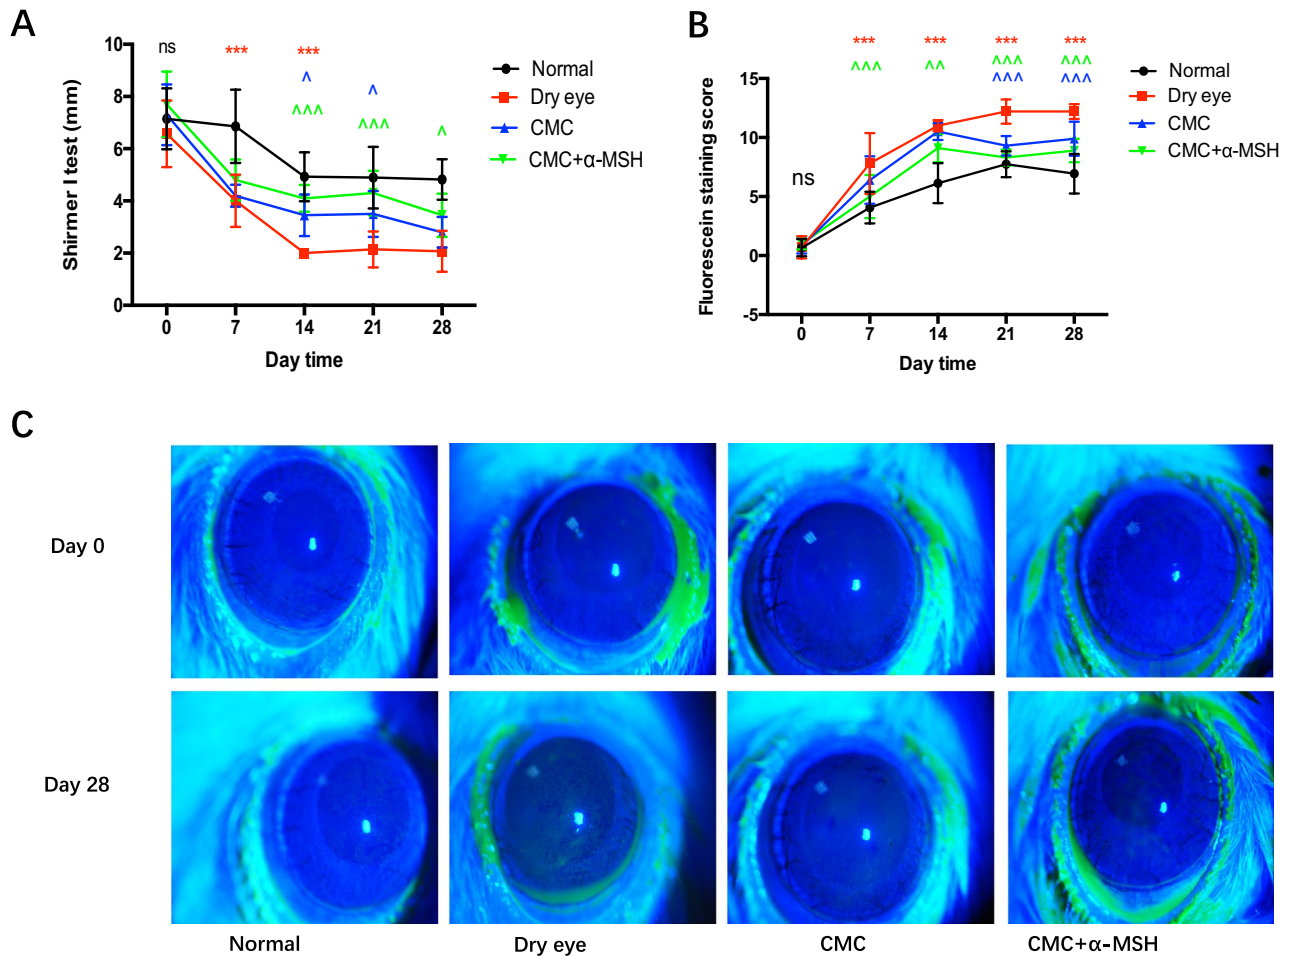 A
Shirmer I test (mm)
10
8
6
4
2
0
ns
***
***
^
^^^
^
^^^
^
Normal
Dry eye
CMC
CMC+α-MSH
0 7 14 21 28
Day time
B
Fluorescein staining score
15
10
5
0
-5
ns
*** *** *** ***
^^^ ^^ ^^^ ^^^
^^^ ^^^
Normal
Dry eye
CMC
CMC+α-MSH
0 7 14 21 28
Day time
C
Day 0
Day 28
Normal Dry eye CMC CMC+α-MSH